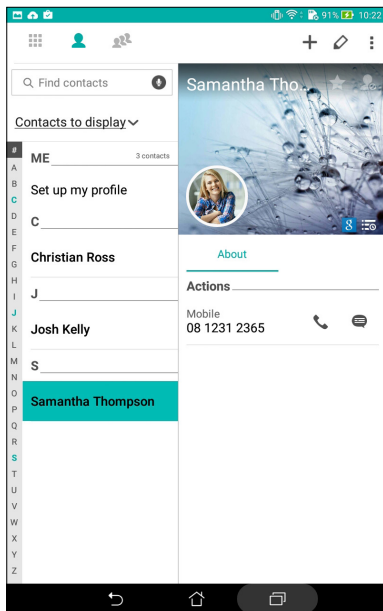 91% 10:22
Find contacts
Contacts to display
ME 3 contacts
Set up my profile
C
Christian Ross
J
Josh Kelly
S
Samantha Thompson
#
A
B
C
D
E
F
G
H
I
J
K
L
M
N
O
P
Q
R
S
T
U
V
W
X
Y
Z
Samantha Tho...
8
About
Actions
Mobile
08 1231 2365